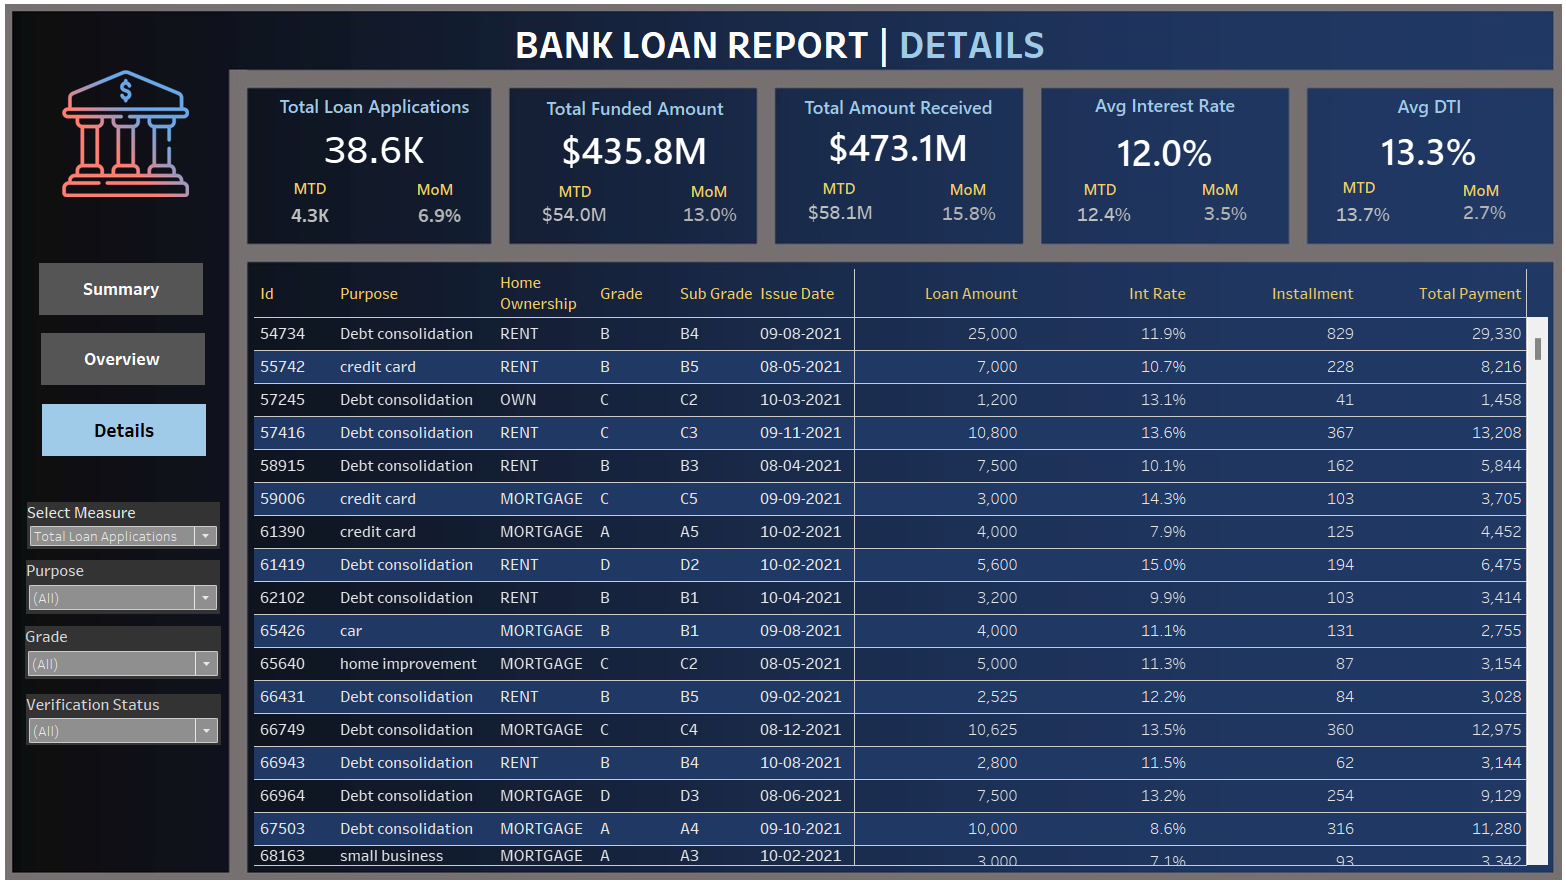 BANK LOAN REPORT | DETAILS
$
Total Loan Applications
38.6K
MTD MoM
4.3K 6.9%
Total Funded Amount
$435.8M
MTD MoM
$54.0M 13.0%
Total Amount Received
$473.1M
MTD MoM
$58.1M 15.8%
Avg Interest Rate
12.0%
MTD MoM
12.4% 3.5%
Avg DTI
13.3%
MTD MoM
13.7% 2.7%
Summary
Overview
Details
Select Measure
Total Loan Applications
Purpose
(All)
Grade
(All)
Verification Status
(All)
Id Purpose Home Ownership Grade Sub Grade Issue Date Loan Amount Int Rate Installment Total Payment
54734 Debt consolidation RENT B B4 09-08-2021 25,000 11.9% 829 29,330
55742 credit card RENT B B5 08-05-2021 7,000 10.7% 228 8,216
57245 Debt consolidation OWN C C2 10-03-2021 1,200 13.1% 41 1,458
57416 Debt consolidation RENT C C3 09-11-2021 10,800 13.6% 367 13,208
58915 Debt consolidation RENT B B3 08-04-2021 7,500 10.1% 162 5,844
59006 credit card MORTGAGE C C5 09-09-2021 3,000 14.3% 103 3,705
61390 credit card MORTGAGE A A5 10-02-2021 4,000 7.9% 125 4,452
61419 Debt consolidation RENT D D2 10-02-2021 5,600 15.0% 194 6,475
62102 Debt consolidation RENT B B1 10-04-2021 3,200 9.9% 103 3,414
65426 car MORTGAGE B B1 09-08-2021 4,000 11.1% 131 2,755
65640 home improvement MORTGAGE C C2 08-05-2021 5,000 11.3% 87 3,154
66431 Debt consolidation RENT B B5 09-02-2021 2,525 12.2% 84 3,028
66749 Debt consolidation MORTGAGE C C4 08-12-2021 10,625 13.5% 360 12,975
66943 Debt consolidation RENT B B4 10-08-2021 2,800 11.5% 62 3,144
66964 Debt consolidation MORTGAGE D D3 08-06-2021 7,500 13.2% 254 9,129
67503 Debt consolidation MORTGAGE A A4 09-10-2021 10,000 8.6% 316 11,280
68163 small business MORTGAGE A A3 10-02-2021 3,000 7.1% 93 3,342